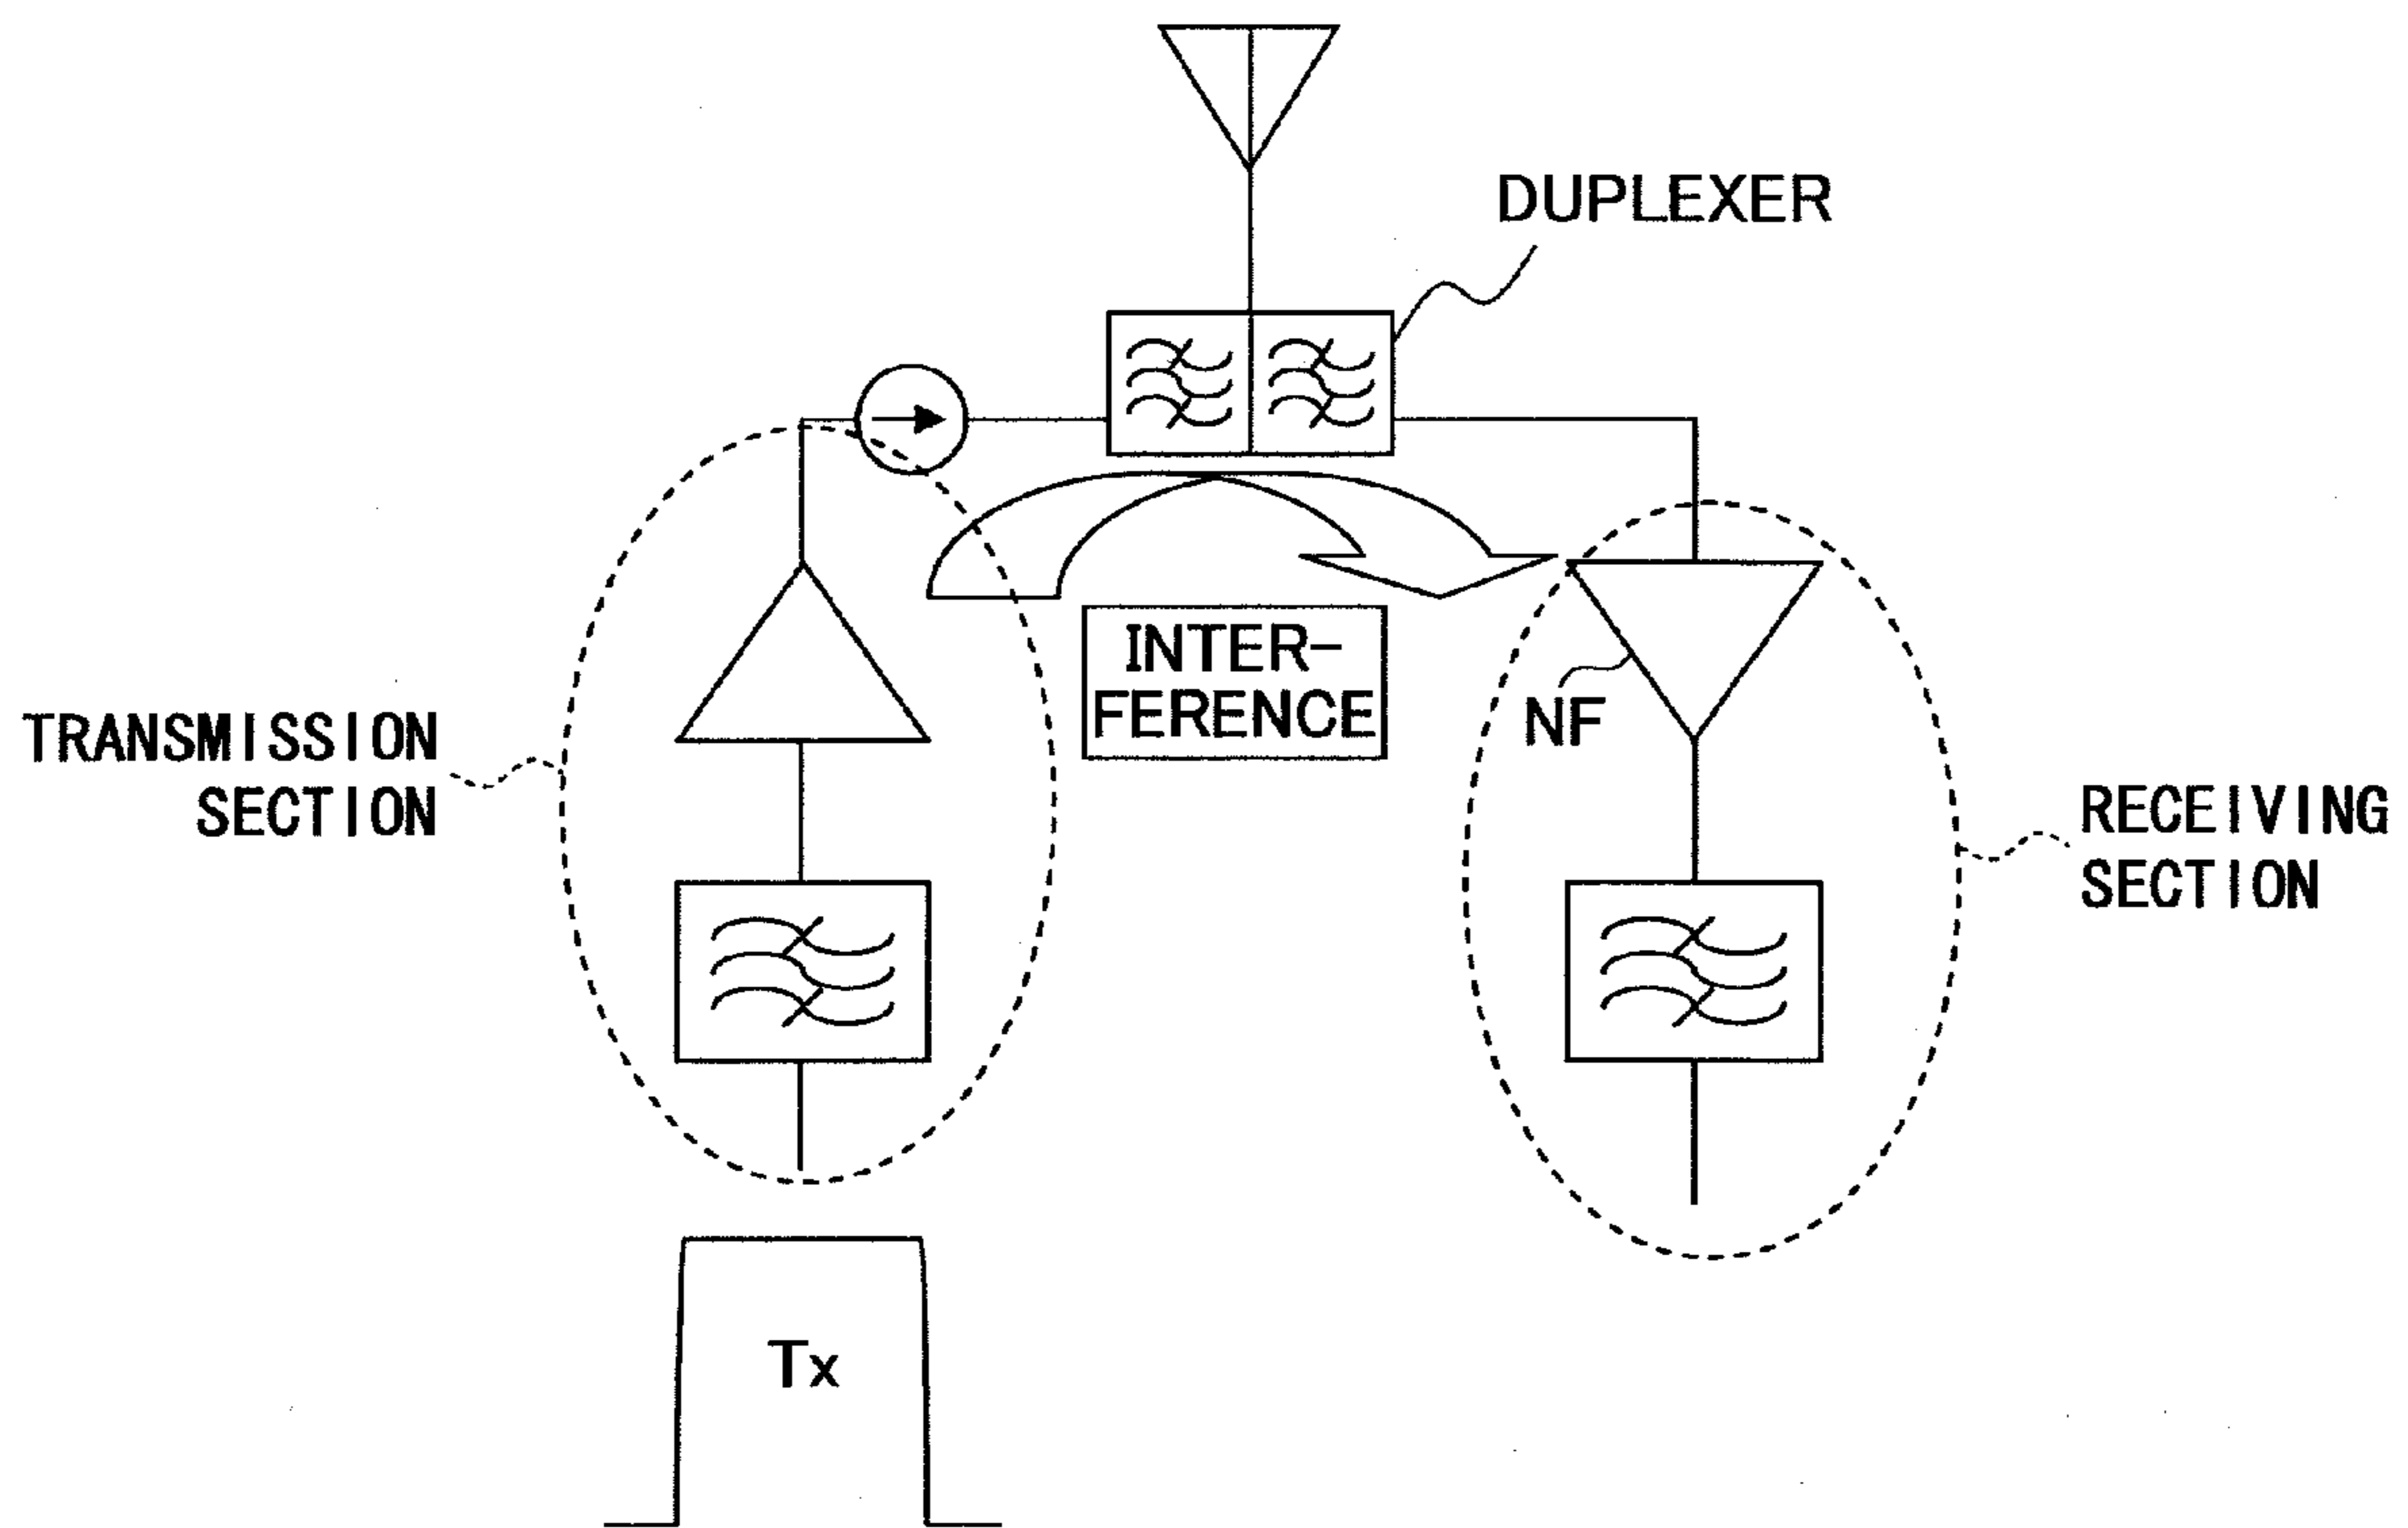 DUPLEXER
INTER-
FERENCE
NF
TRANSMISSION
SECTION
RECEIVING
SECTION
Tx